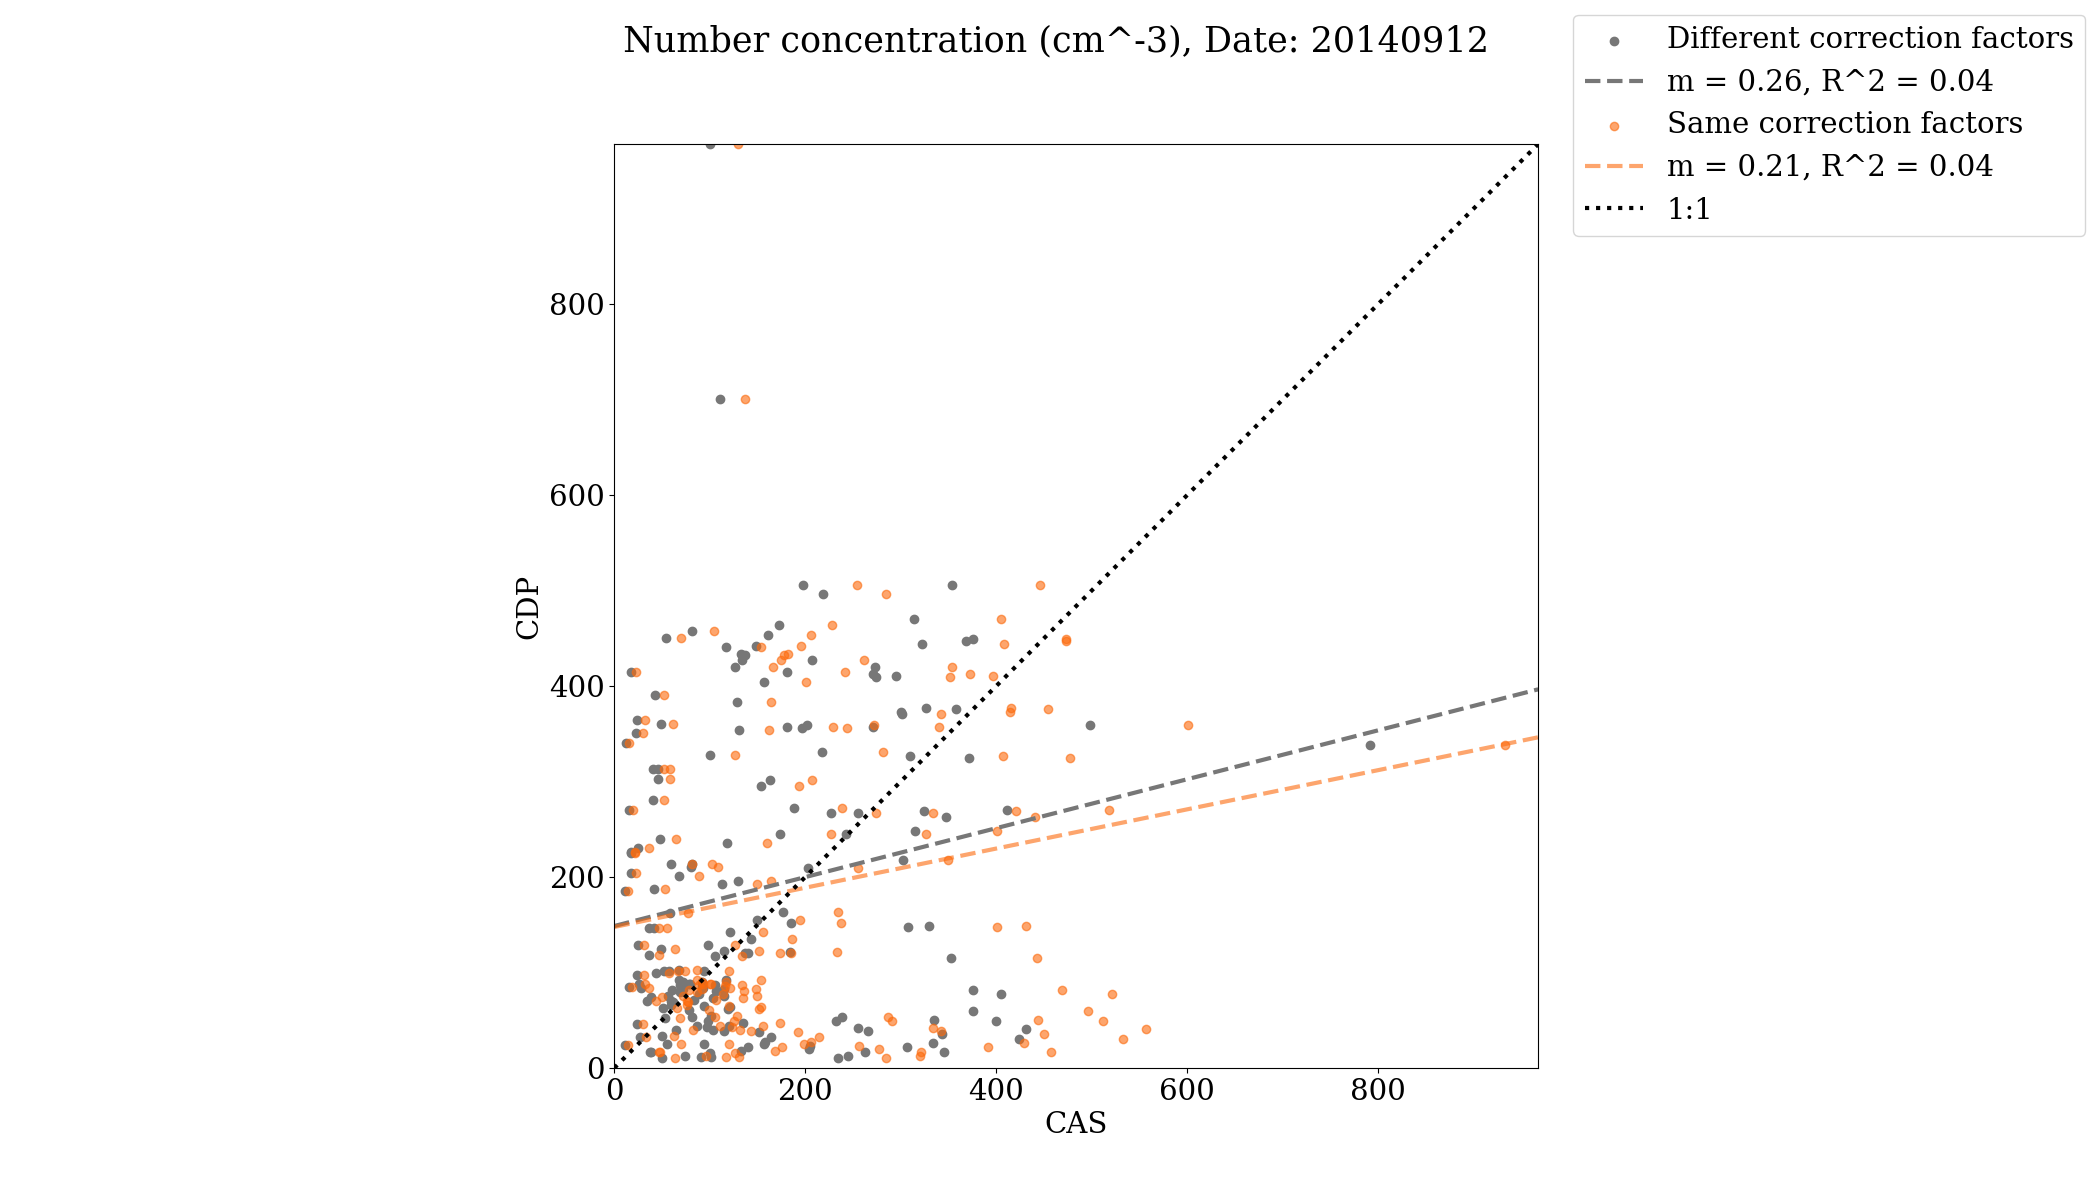 Number concentration (cm^-3), Date: 20140912
Different correction factors
m = 0.26, R^2 = 0.04
Same correction factors
m = 0.21, R^2 = 0.04
1:1
800
600
400
200
0
CDP
0 200 400 600 800
CAS